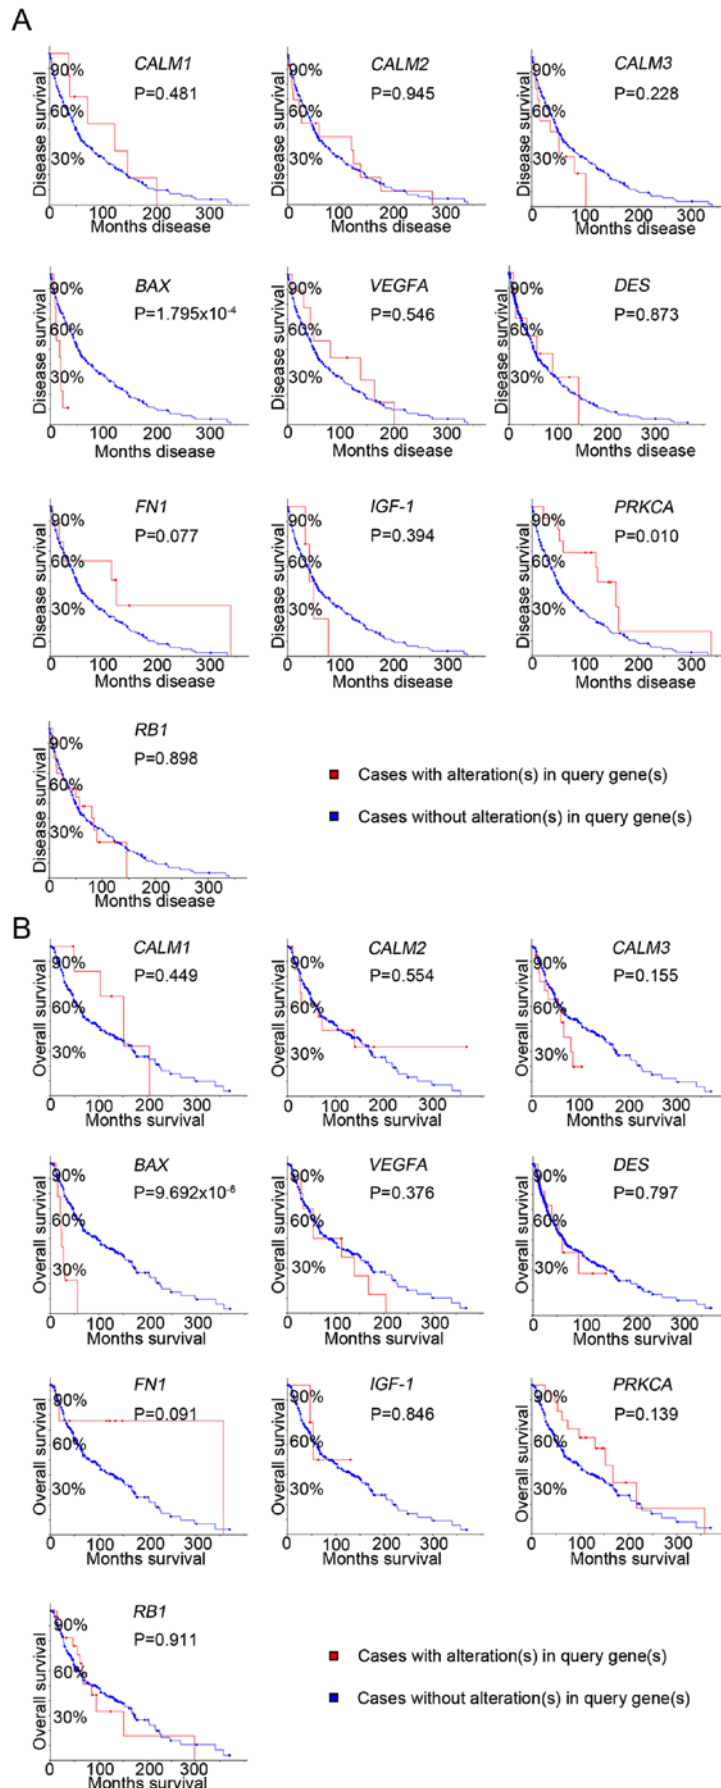 A
CALM1
P=0.481
90%
60%
30%
Disease survival
0 100 200 300
Months disease
CALM2
P=0.945
90%
60%
30%
Disease survival
0 100 200 300
Months disease
CALM3
P=0.228
90%
60%
30%
Disease survival
0 100 200 300
Months disease
BAX
P=1.795x10-4
90%
60%
30%
Disease survival
0 100 200 300
Months disease
VEGFA
P=0.546
90%
60%
30%
Disease survival
0 100 200 300
Months disease
DES
P=0.873
90%
60%
30%
Disease survival
0 100 200 300
Months disease
FN1
P=0.077
90%
60%
30%
Disease survival
0 100 200 300
Months disease
IGF-1
P=0.394
90%
60%
30%
Disease survival
0 100 200 300
Months disease
PRKCA
P=0.010
90%
60%
30%
Disease survival
0 100 200 300
Months disease
RB1
P=0.898
90%
60%
30%
Disease survival
0 100 200 300
Months disease
Cases with alteration(s) in query gene(s)
Cases without alteration(s) in query gene(s)
B
CALM1
P=0.449
90%
60%
30%
Overall survival
0 100 200 300
Months survival
CALM2
P=0.554
90%
60%
30%
Overall survival
0 100 200 300
Months survival
CALM3
P=0.155
90%
60%
30%
Overall survival
0 100 200 300
Months survival
BAX
P=9.692x10-6
90%
60%
30%
Overall survival
0 100 200 300
Months survival
VEGFA
P=0.376
90%
60%
30%
Overall survival
0 100 200 300
Months survival
DES
P=0.797
90%
60%
30%
Overall survival
0 100 200 300
Months survival
FN1
P=0.091
90%
60%
30%
Overall survival
0 100 200 300
Months survival
IGF-1
P=0.846
90%
60%
30%
Overall survival
0 100 200 300
Months survival
PRKCA
P=0.139
90%
60%
30%
Overall survival
0 100 200 300
Months survival
RB1
P=0.911
90%
60%
30%
Overall survival
0 100 200 300
Months survival
Cases with alteration(s) in query gene(s)
Cases without alteration(s) in query gene(s)